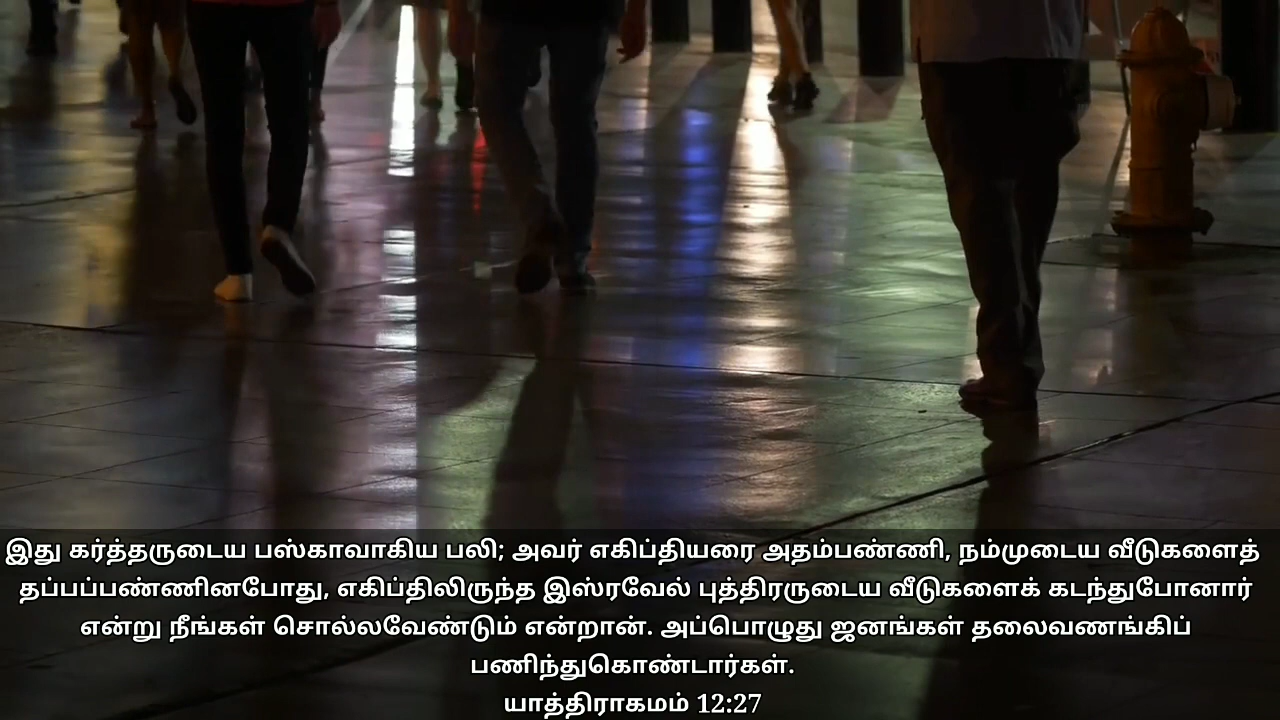 இது கர்த்தருடைய பஸ்காவாகிய பலி; அவர் எகிப்தியரை அதம்பண்ணி, நம்முடைய வீடுகளைத்
தப்பப்பண்ணினபோது, எகிப்திலிருந்த இஸ்ரவேல் புத்திரருடைய வீடுகளைக் கடந்துபோனார்
என்று நீங்கள் சொல்லவேண்டும் என்றான். அப்பொழுது ஜனங்கள் தலைவணங்கிப்
பணிந்துகொண்டார்கள்.
யாத்திராகமம் 12:27